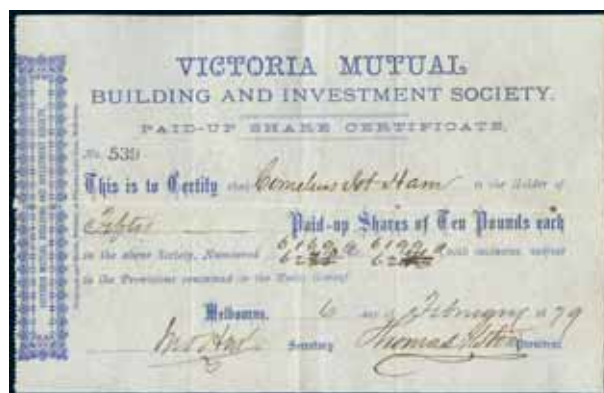 VICTORIA MUTUAL
BUILDING AND INVESTMENT SOCIETY.
PAID-UP SHARE CERTIFICATE.
No. 539
This is to Certify that Cornelius Job Ham is the Holder of
Fifty Paid-up Shares of Ten Pounds each
in the above Society, Numbered
to the Provisions contained in the Rules thereof
Melbourne, 6 day of February 1879
Secretary Thomas President